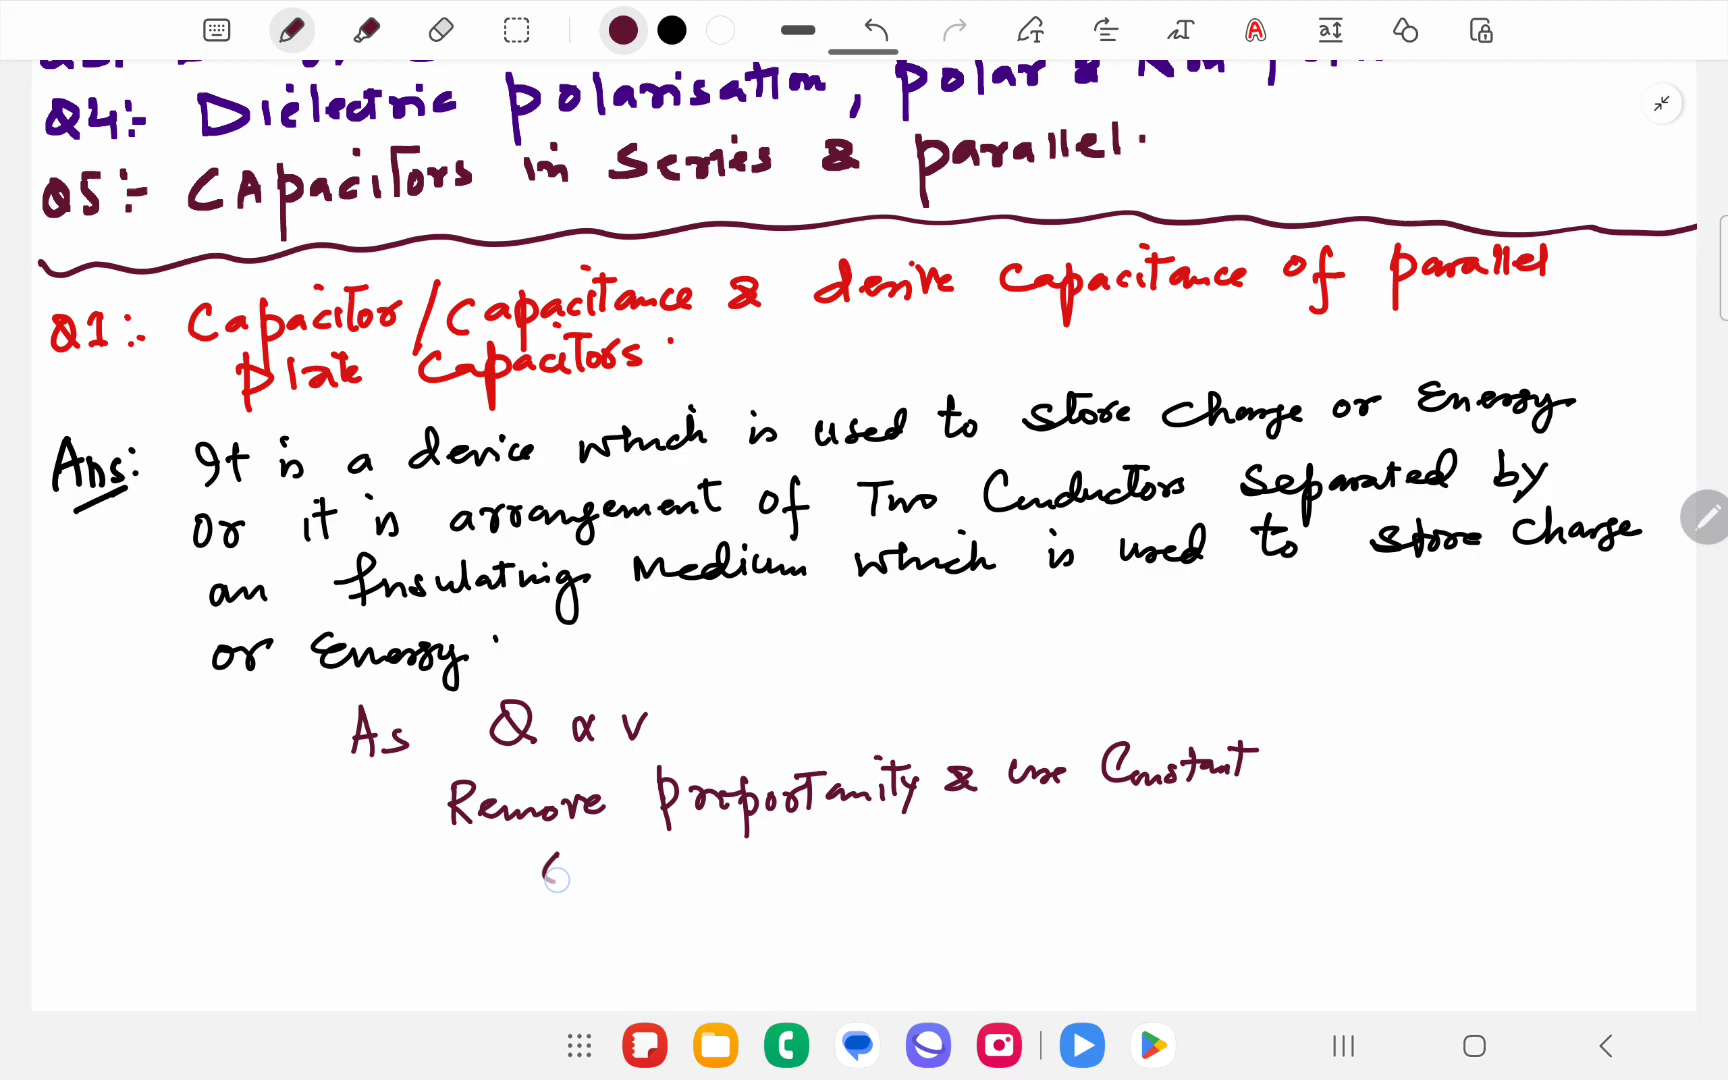 Q4:- Dielectric polarisation, polar &
Q5:- CApacitors in Series & parallel.
Q1:- Capacitor/Capacitance & derive Capacitance of parallel
plate Capacitors.
Ans: It is a device which is used to store charge or Energy
Or it is arrangement of Two Conductors Separated by
an Insulating Medium which is used to store charge
or Energy.
As Q ∝ V
Remove proportanity & use Constant